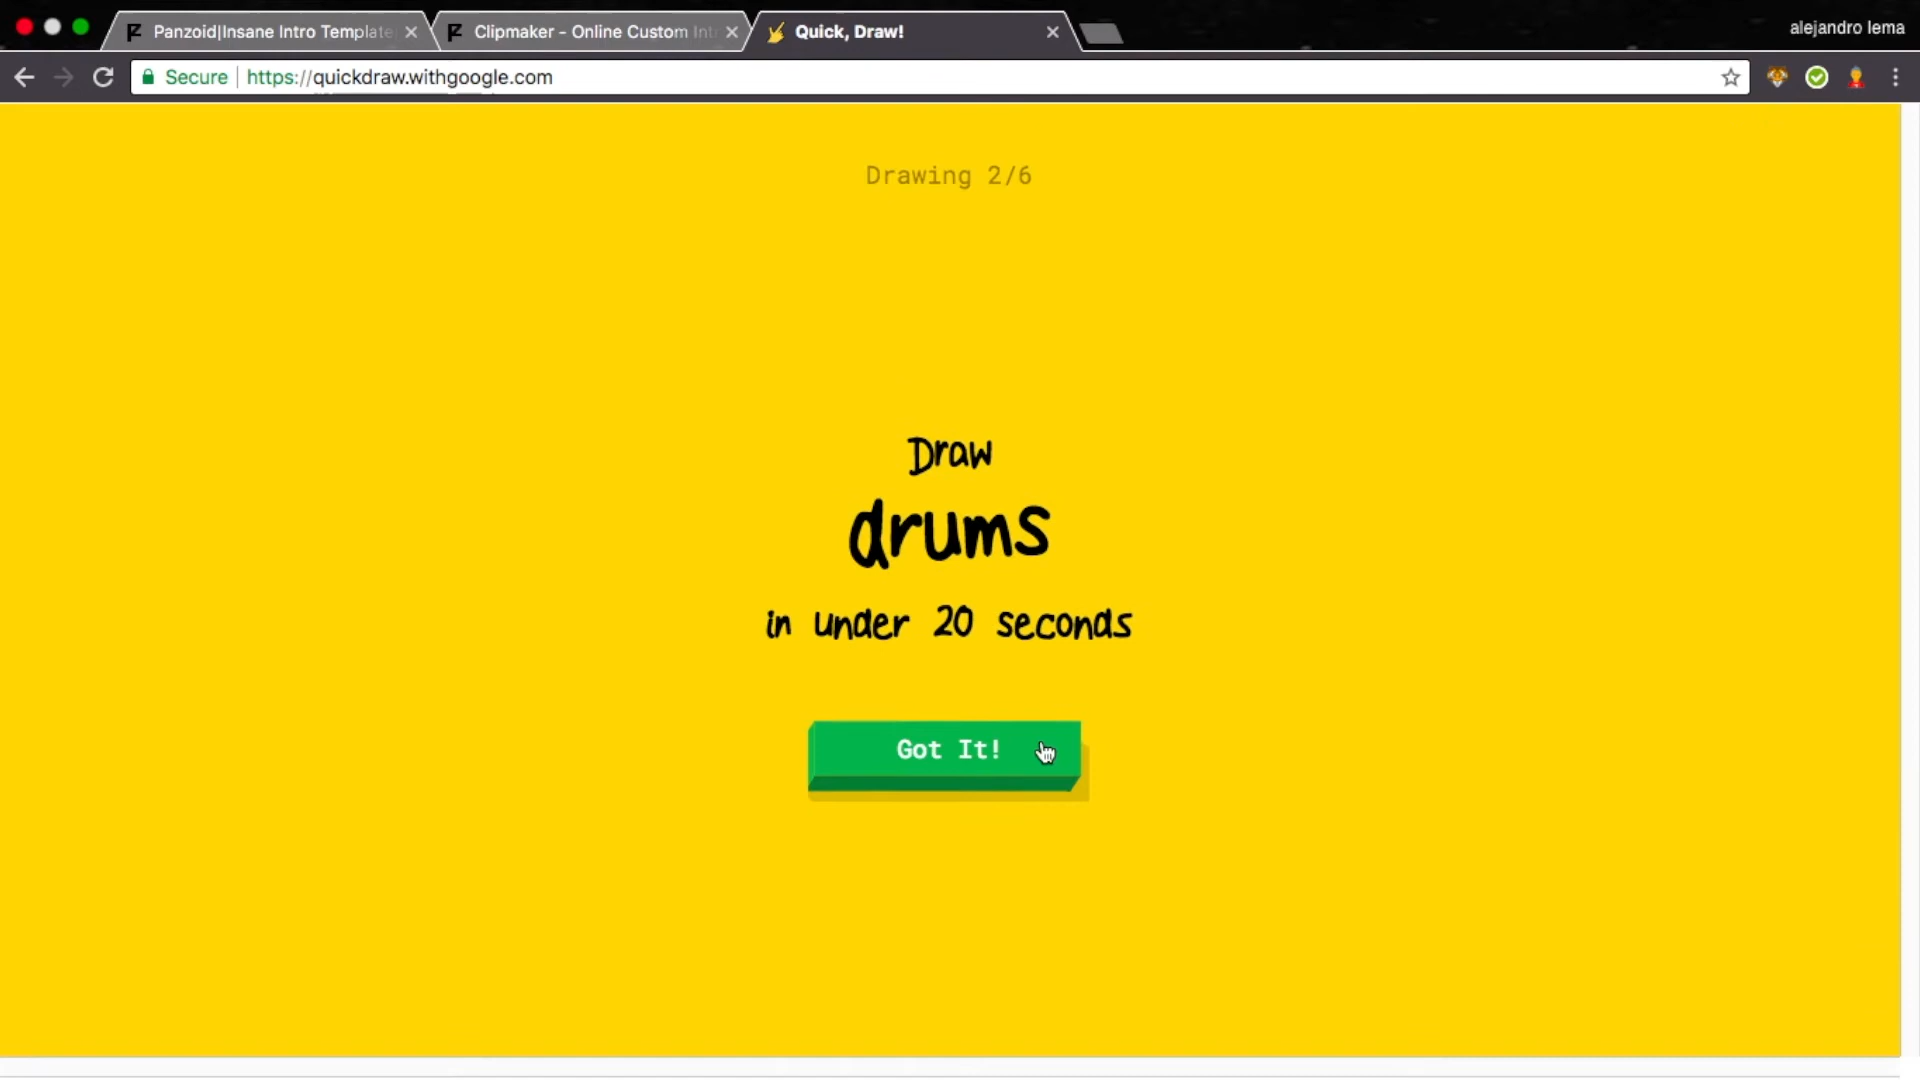 Panzoid|Insane Intro Template
Clipmaker - Online Custom Int
Quick, Draw!
alejandro lema
Secure
https://quickdraw.withgoogle.com
Drawing 2/6
Draw
drums
in under 20 seconds
Got It!